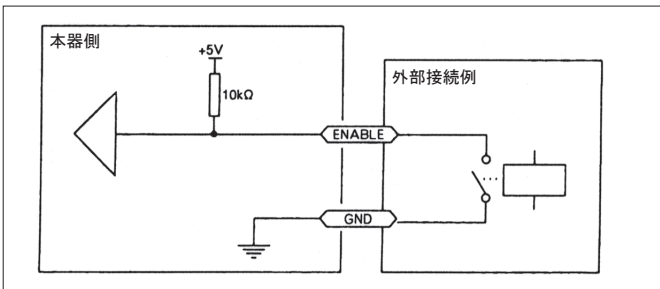 本器側
+5V
10kΩ
ENABLE
GND
外部接続例